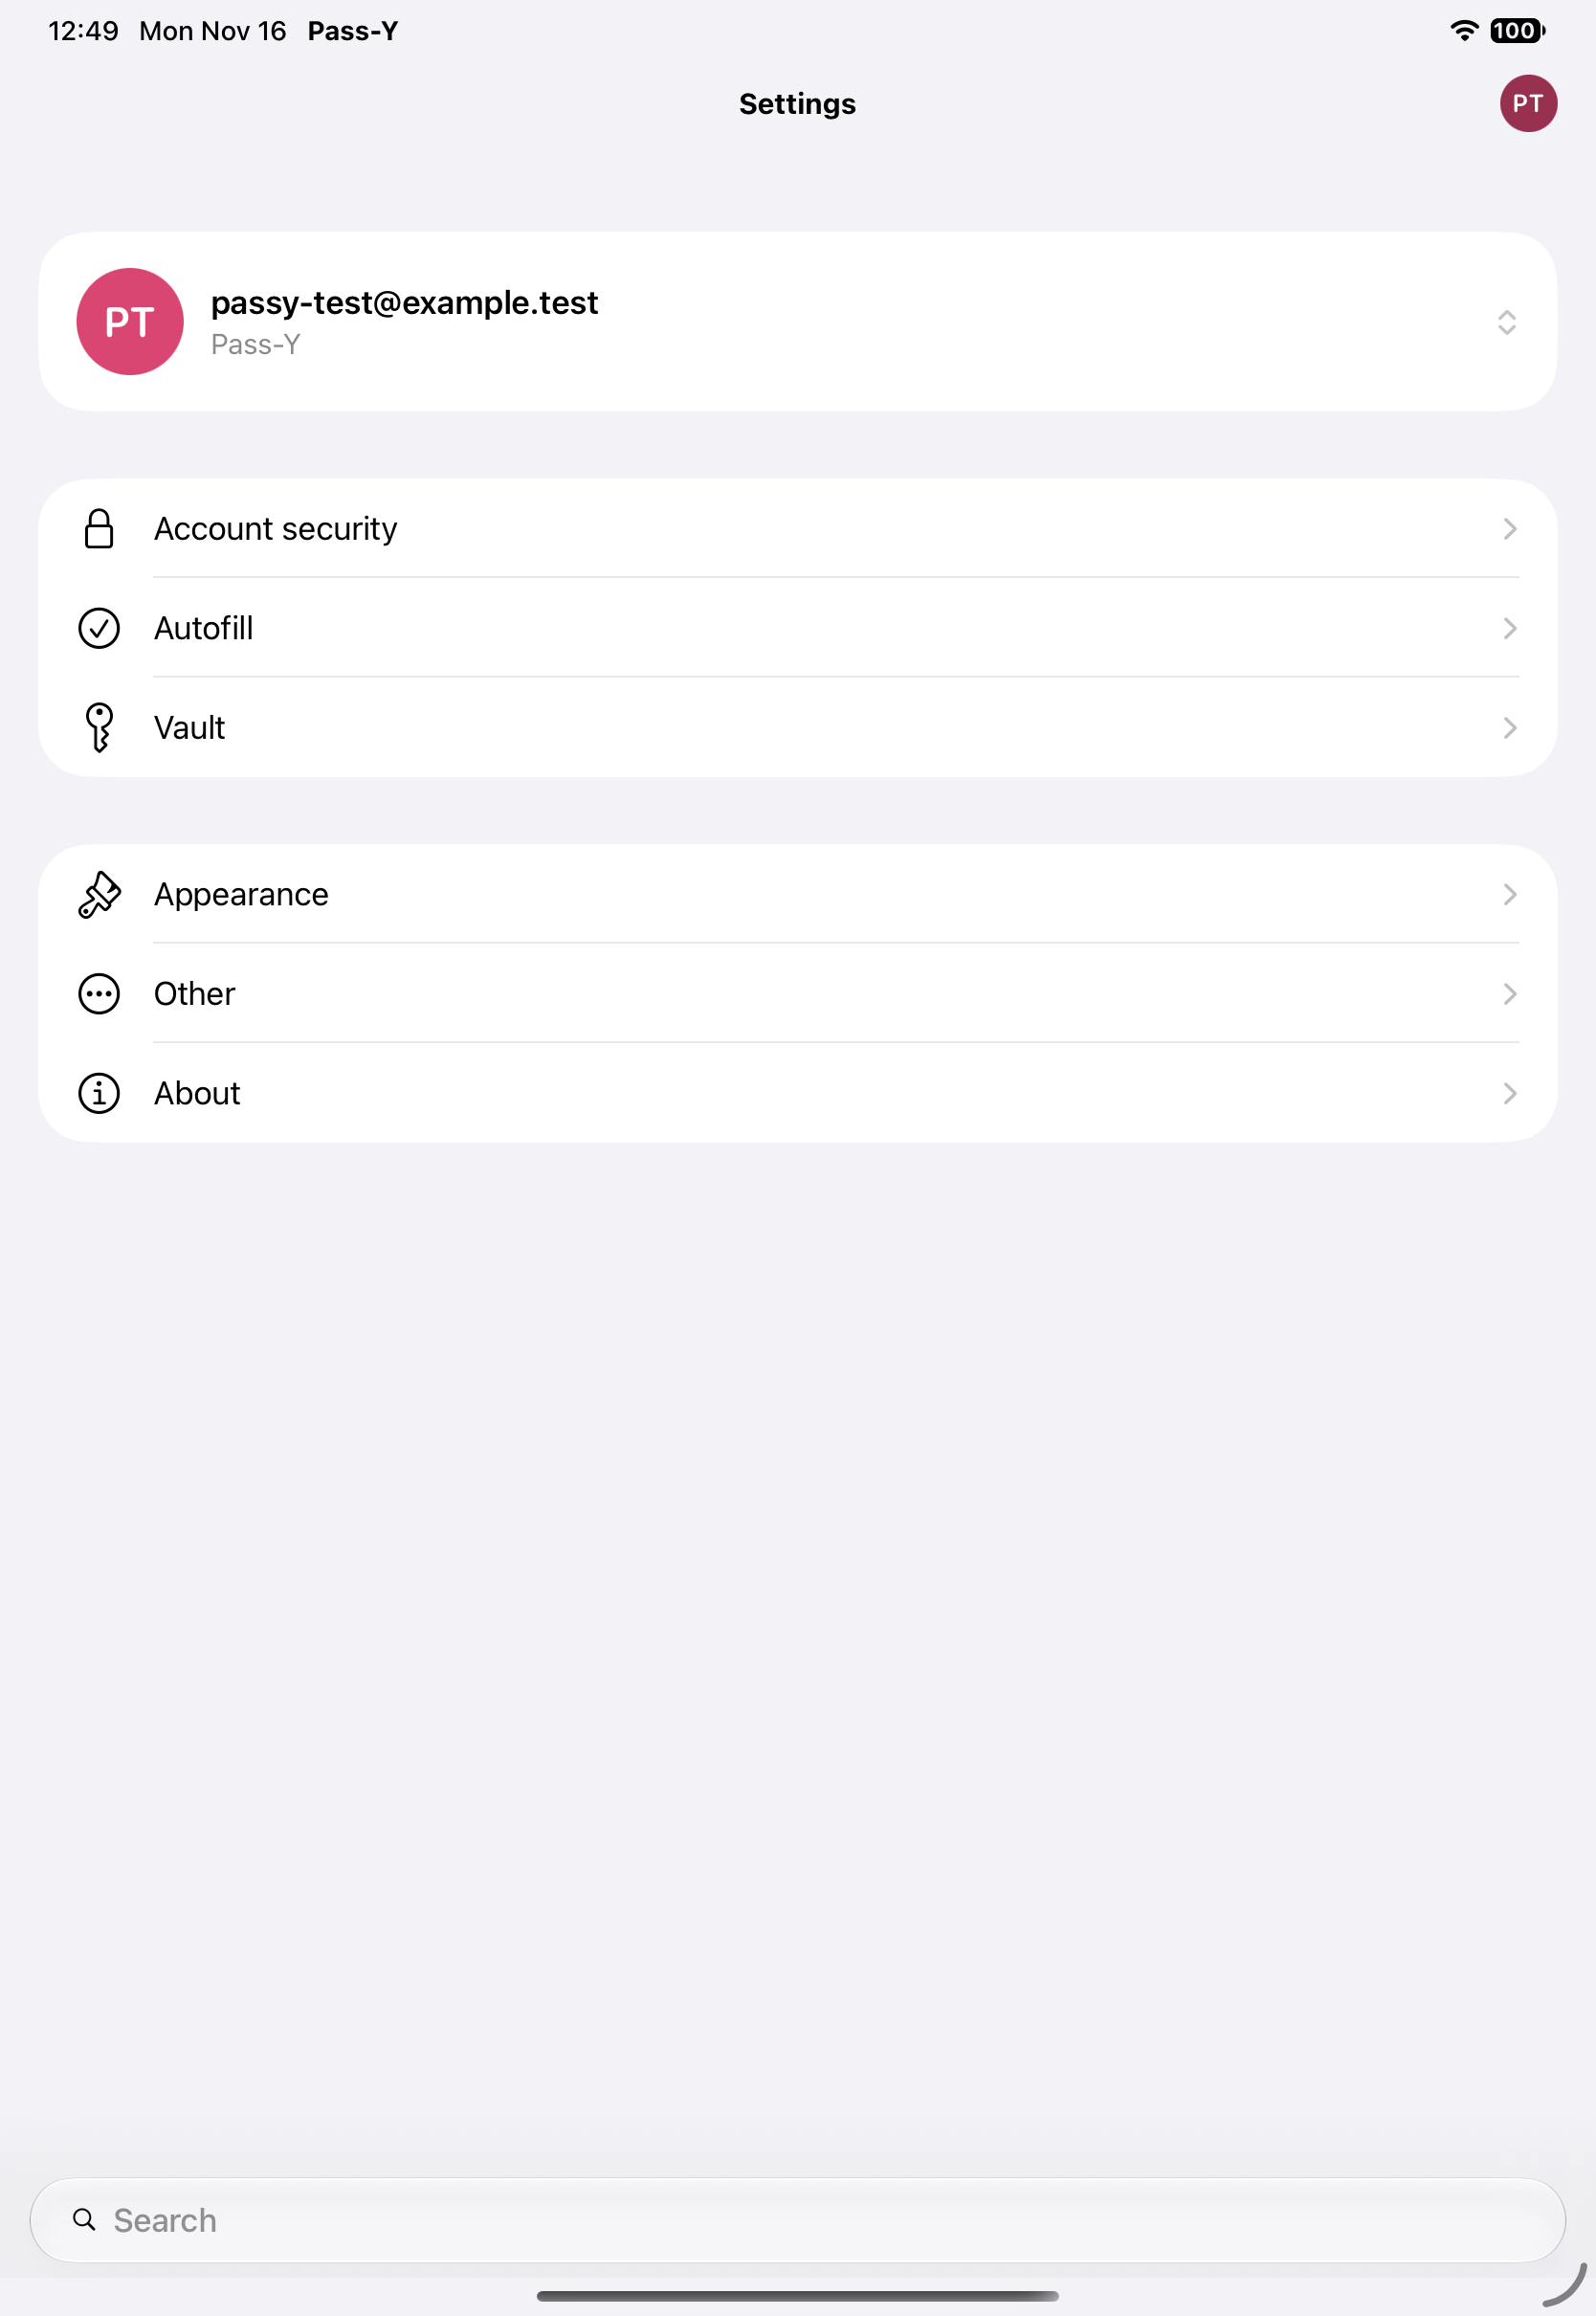 12:49 Mon Nov 16 Pass-Y 100
Settings
PT
PT
passy-test@example.test
Pass-Y
Account security
Autofill
Vault
Appearance
Other
About
Search